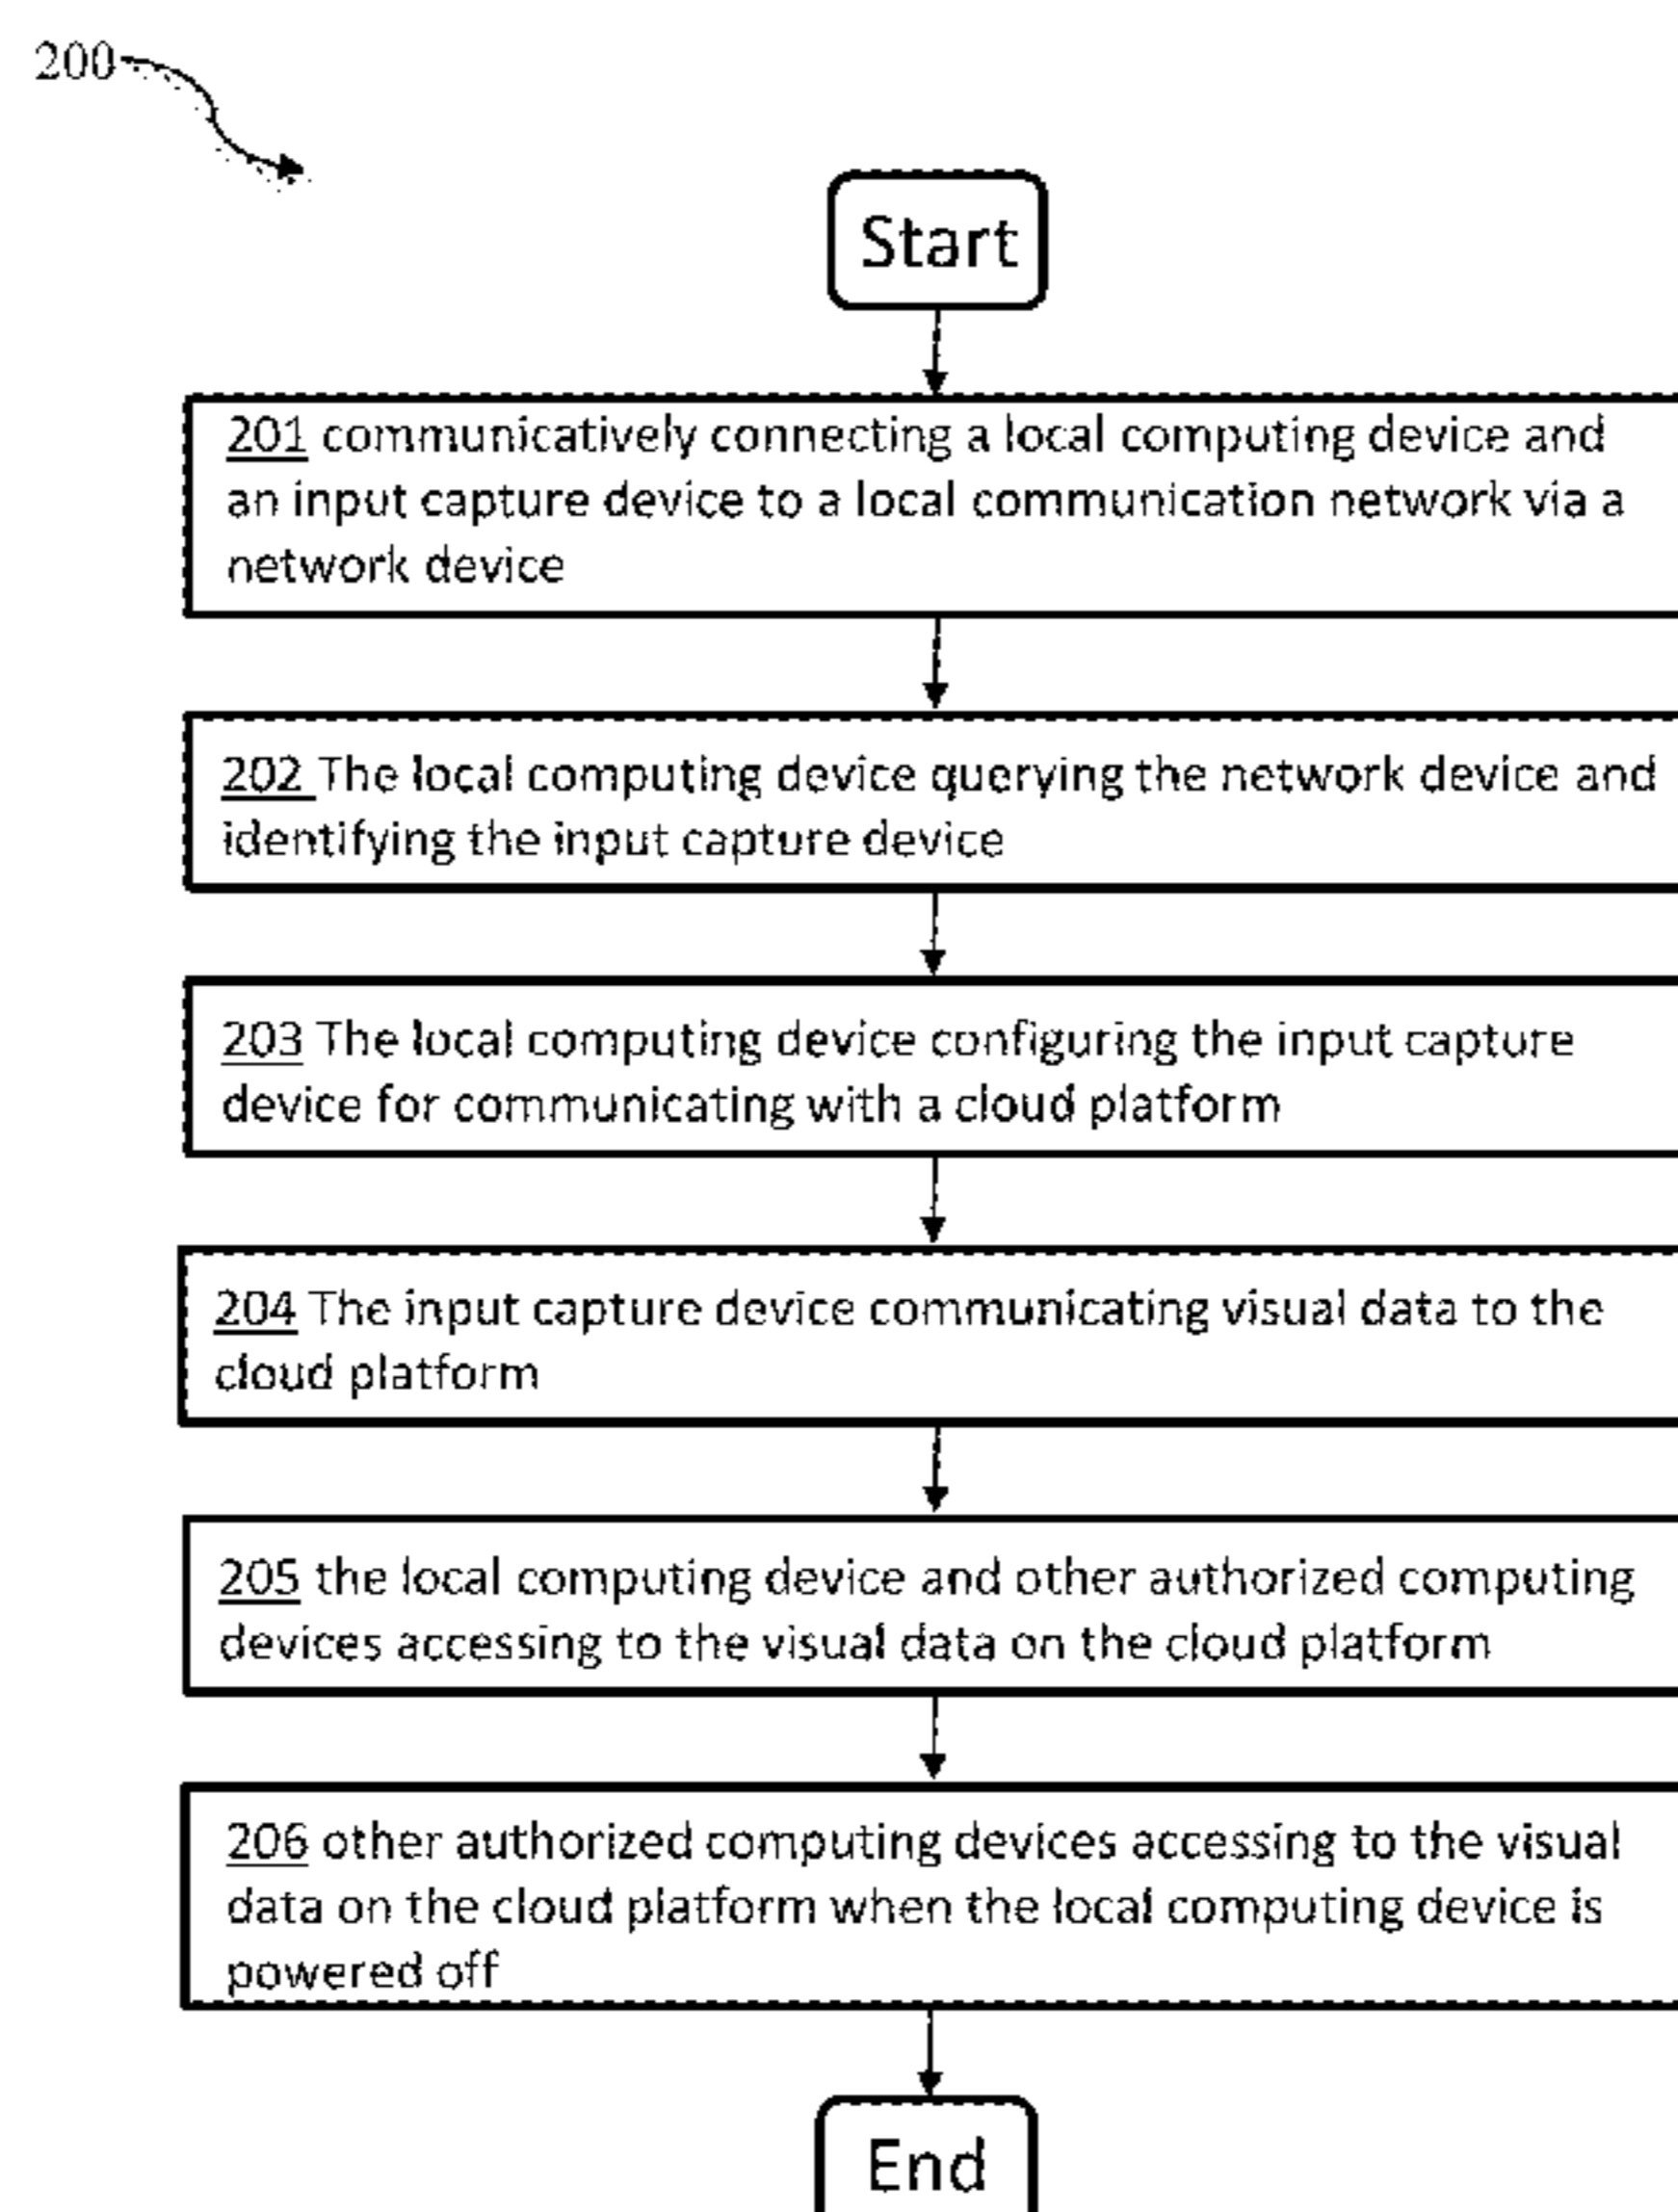 200
Start
201 communicatively connecting a local computing device and
an input capture device to a local communication network via a
network device
202 The local computing device querying the network device and
identifying the input capture device
203 The local computing device configuring the input capture
device for communicating with a cloud platform
204 The input capture device communicating visual data to the
cloud platform
205 the local computing device and other authorized computing
devices accessing to the visual data on the cloud platform
206 other authorized computing devices accessing to the visual
data on the cloud platform when the local computing device is
powered off
End